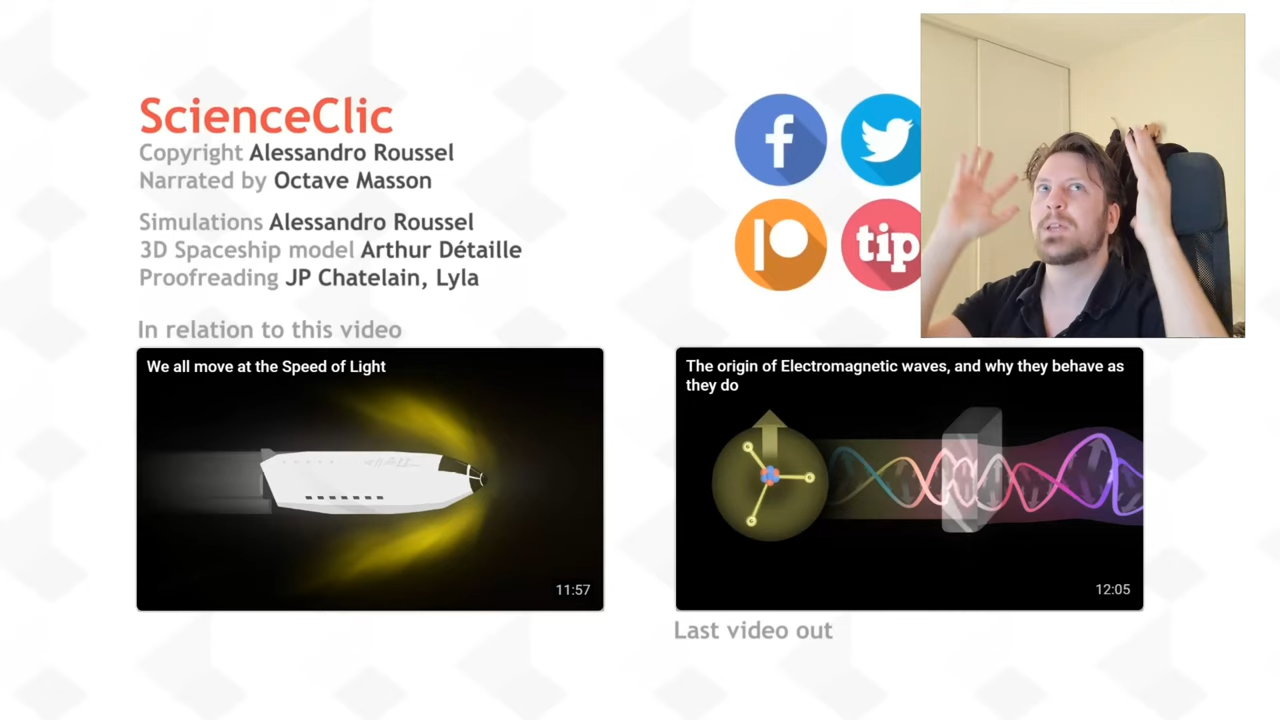 ScienceClic
Copyright Alessandro Roussel
Narrated by Octave Masson
Simulations Alessandro Roussel
3D Spaceship model Arthur Détaille
Proofreading JP Chatelain, Lyla
tip
In relation to this video
We all move at the Speed of Light
11:57
The origin of Electromagnetic waves, and why they behave as
they do
12:05
Last video out